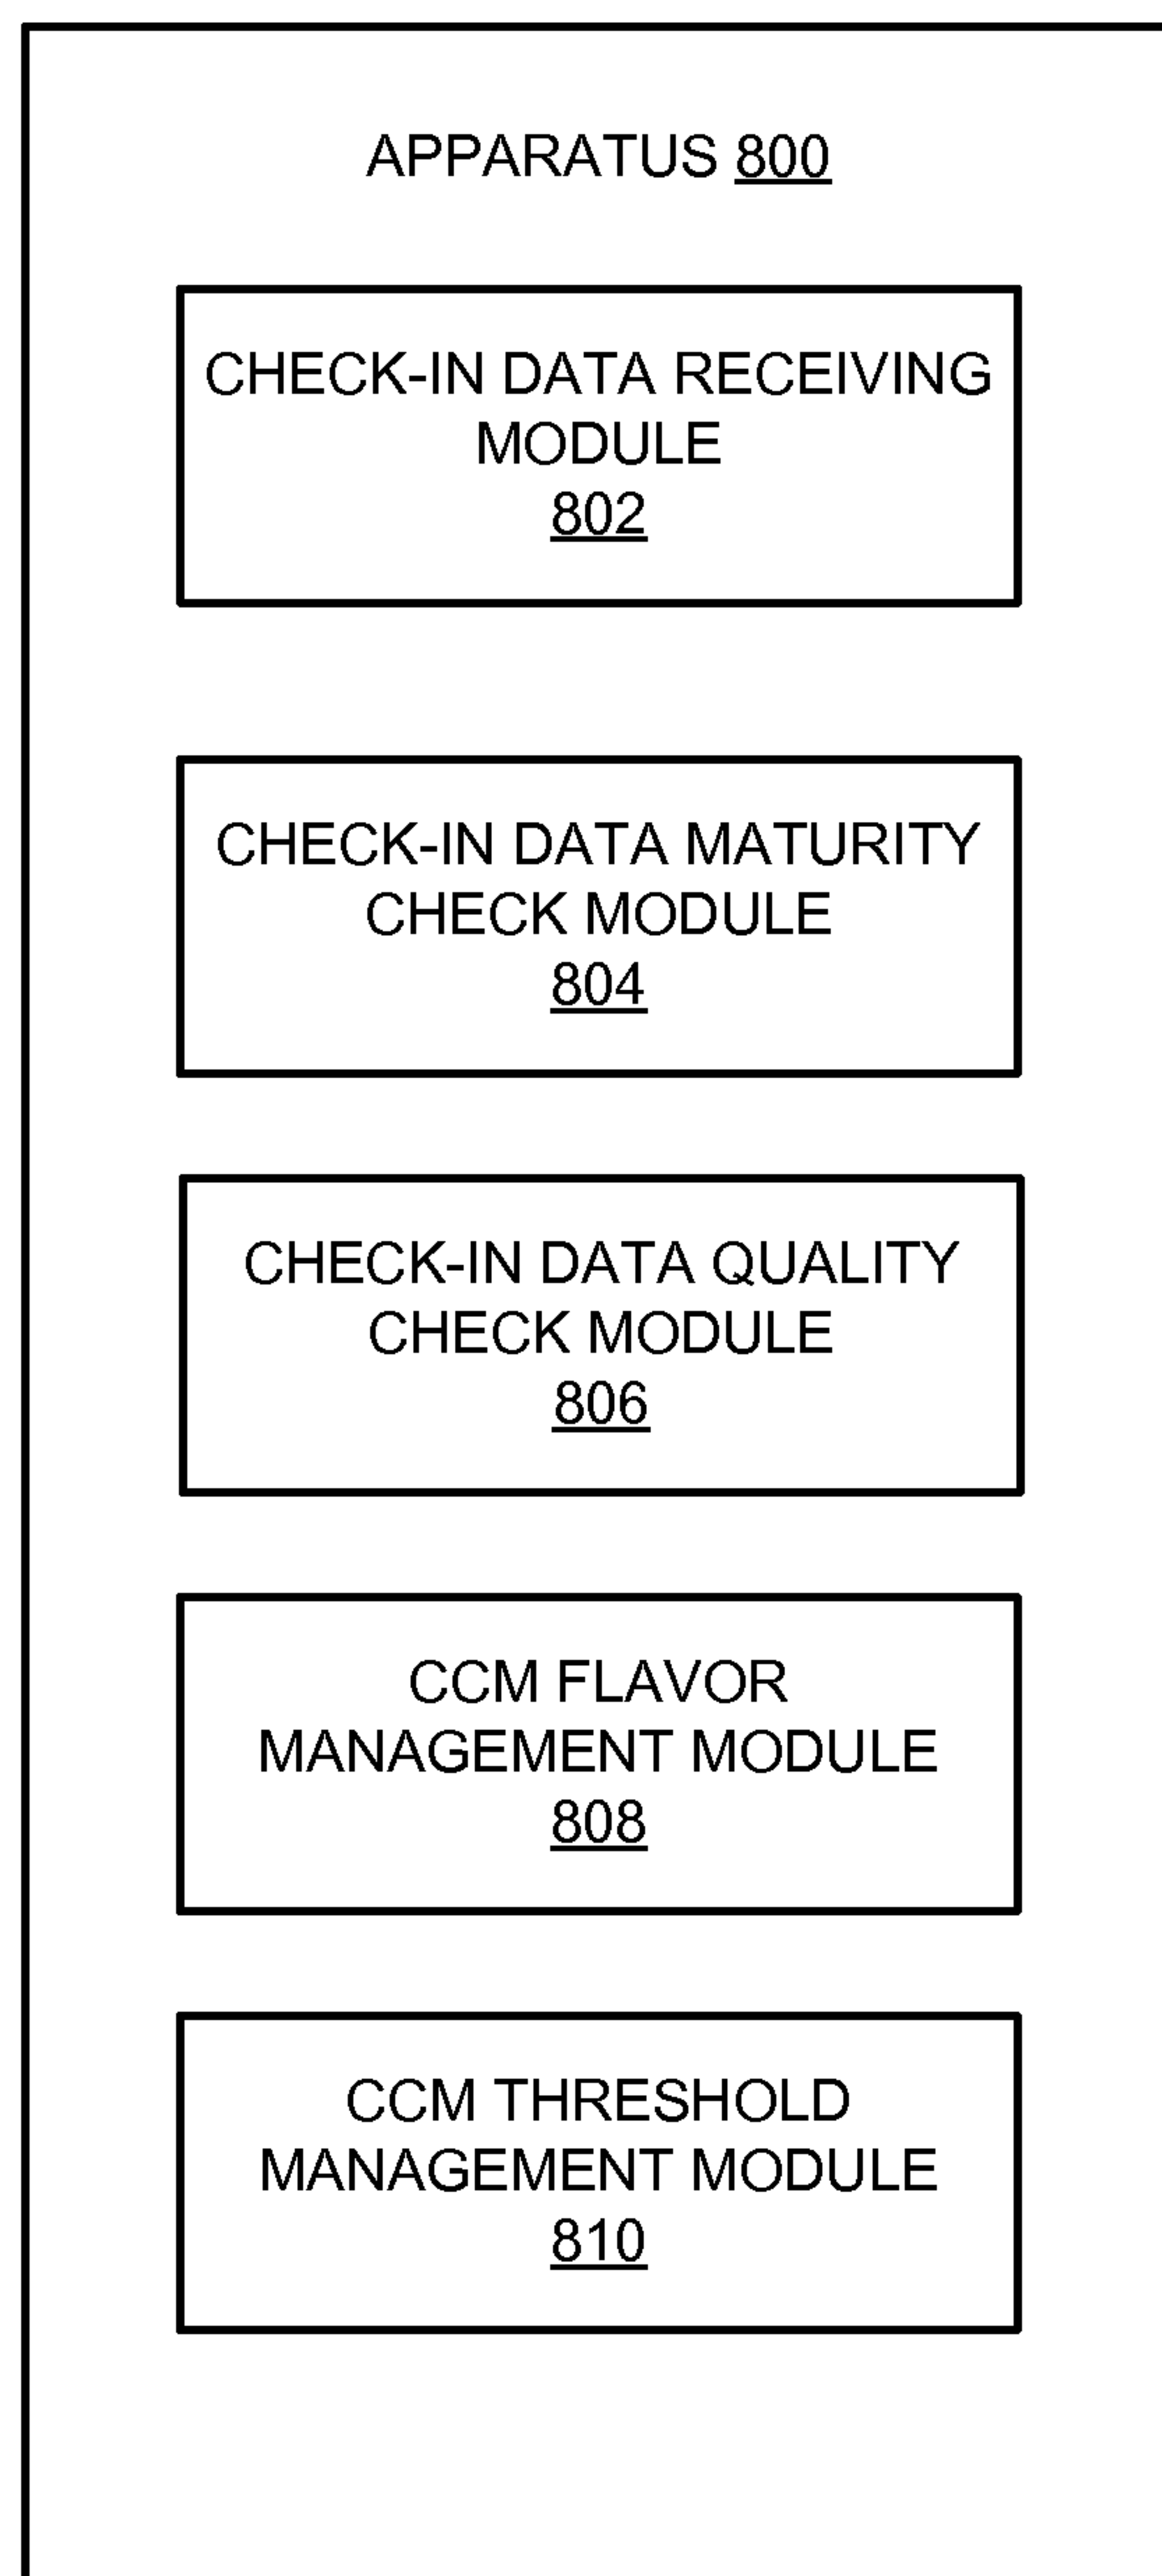 APPARATUS 800
CHECK-IN DATA RECEIVING
MODULE
802
CHECK-IN DATA MATURITY
CHECK MODULE
804
CHECK-IN DATA QUALITY
CHECK MODULE
806
CCM FLAVOR
MANAGEMENT MODULE
808
CCM THRESHOLD
MANAGEMENT MODULE
810